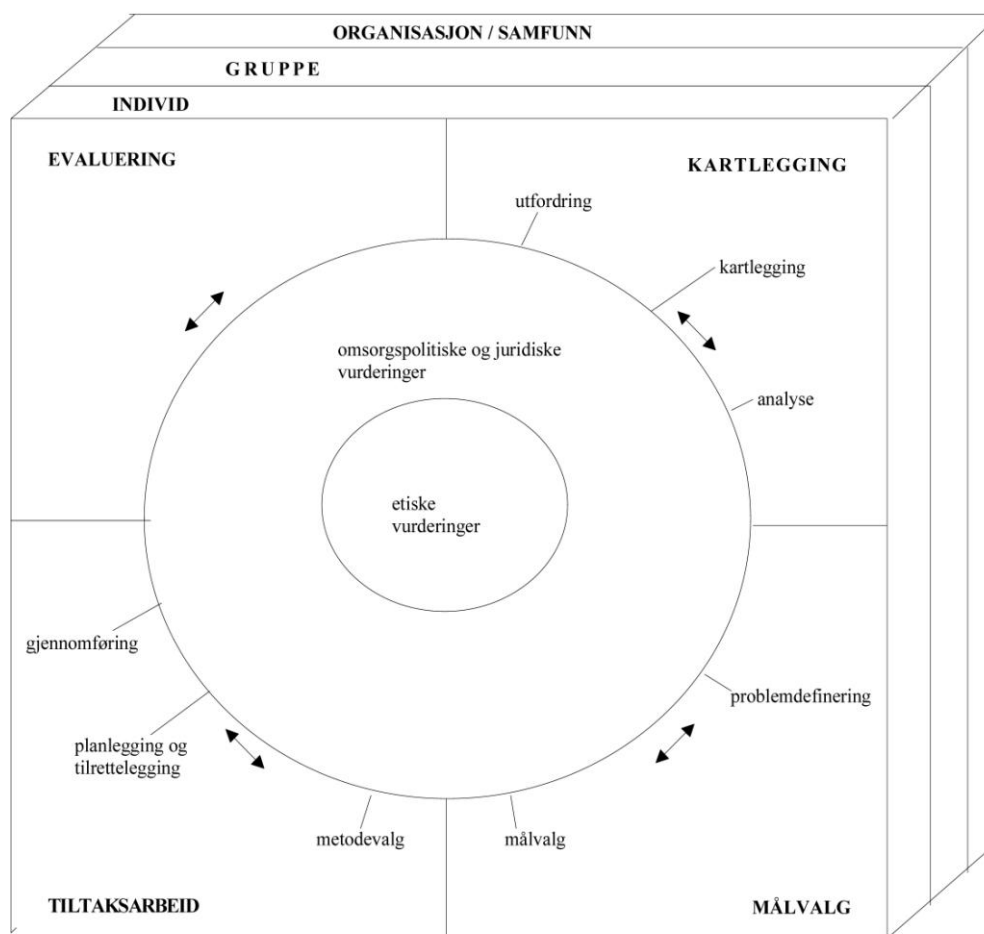 ORGANISASJON / SAMFUNN
GRUPPE
INDIVID
EVALUERING
KARTLEGGING
utfordring
kartlegging
omsorgspolitiske og juridiske
vurderinger
analyse
etiske
vurderinger
gjennomføring
problemdefinering
planlegging og
tilrettelegging
metodevalg
målvalg
TILTAKSARBEID
MÅLVALG